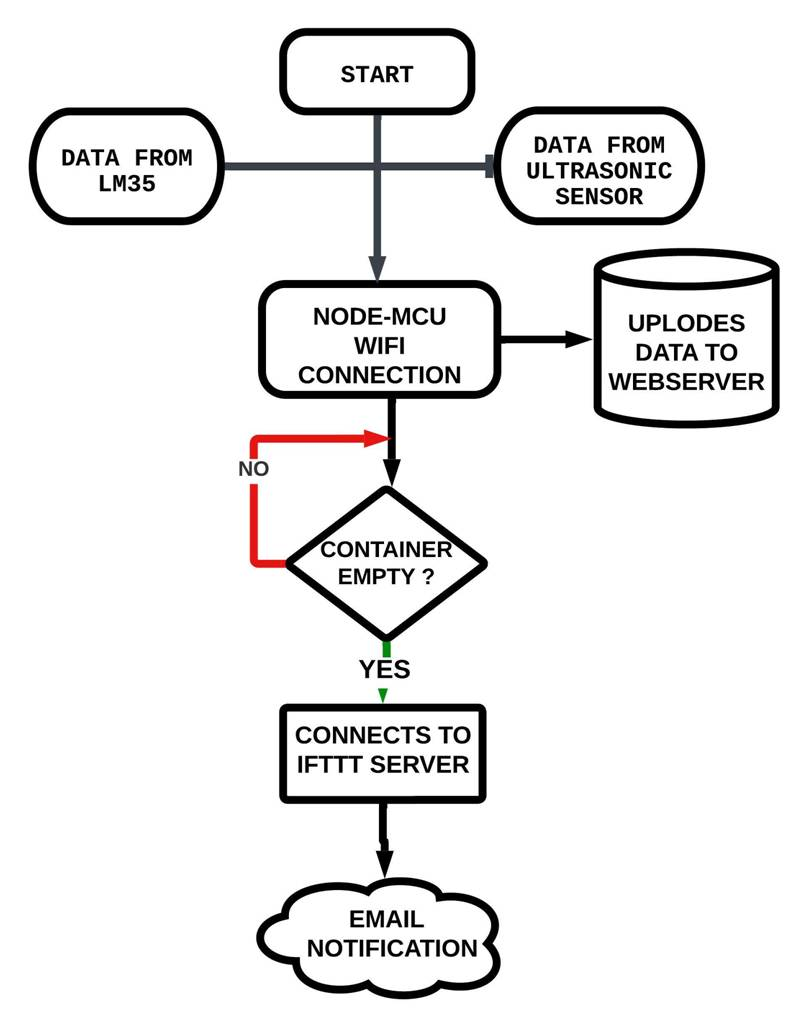 START
DATA FROM
LM35
DATA FROM
ULTRASONIC
SENSOR
NODE-MCU
WIFI
CONNECTION
UPLODES
DATA TO
WEBSERVER
NO
CONTAINER
EMPTY ?
YES
CONNECTS TO
IFTTT SERVER
EMAIL
NOTIFICATION